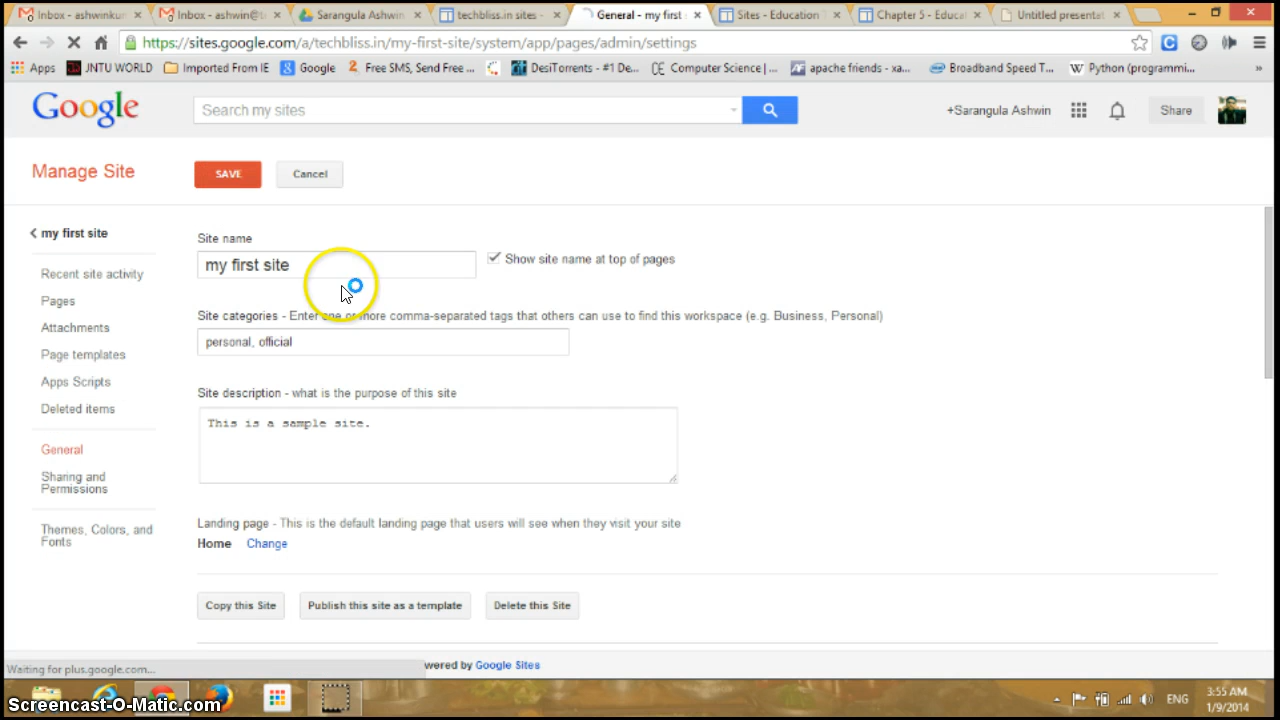 Inbox - ashwinkun
Inbox - ashwin@t
Sarangula Ashwin
techbliss.in sites -
General - my first
Sites - Education
Chapter 5 - Educa
Untitled presenta
https://sites.google.com/a/techbliss.in/my-first-site/system/app/pages/admin/settings
Apps
JNTU WORLD
Imported From IE
Google
Free SMS, Send Free ...
DesiTorrents - #1 De...
Computer Science | ...
apache friends - xa...
Broadband Speed T...
Python (programmi...
»
Google
Search my sites
+Sarangula Ashwin
Share
Manage Site
SAVE
Cancel
my first site
Recent site activity
Pages
Attachments
Page templates
Apps Scripts
Deleted items
General
Sharing and
Permissions
Themes, Colors, and
Fonts
Site name
my first site
Show site name at top of pages
Site categories - Enter one or more comma-separated tags that others can use to find this workspace (e.g. Business, Personal)
personal, official
Site description - what is the purpose of this site
This is a sample site.
Landing page - This is the default landing page that users will see when they visit your site
Home Change
Copy this Site
Publish this site as a template
Delete this Site
Waiting for plus.google.com...
wered by Google Sites
Screencast-O-Matic.com
ENG
3:55 AM
1/9/2014